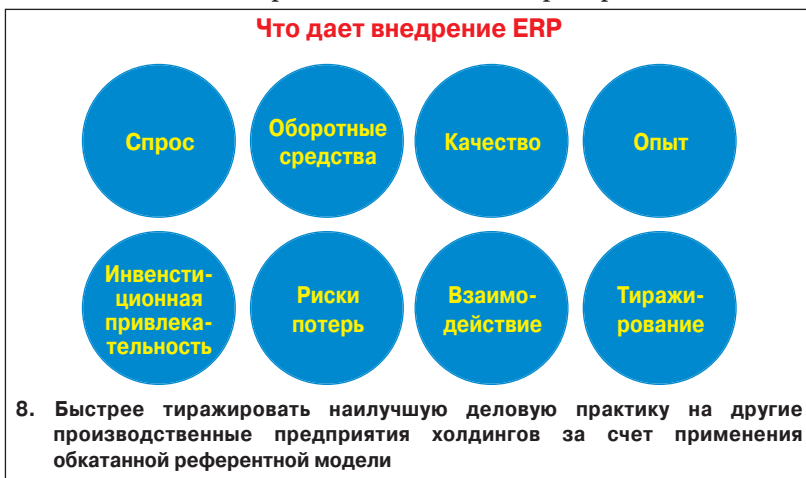 Что дает внедрение ERP
Спрос
Оборотные
средства
Качество
Опыт
Инвенсти-
ционная
привлека-
тельность
Риски
потерь
Взаимо-
действие
Тиражи-
рование
8. Быстрее тиражировать наилучшую деловую практику на другие
производственные предприятия холдингов за счет применения
обкатанной референтной модели